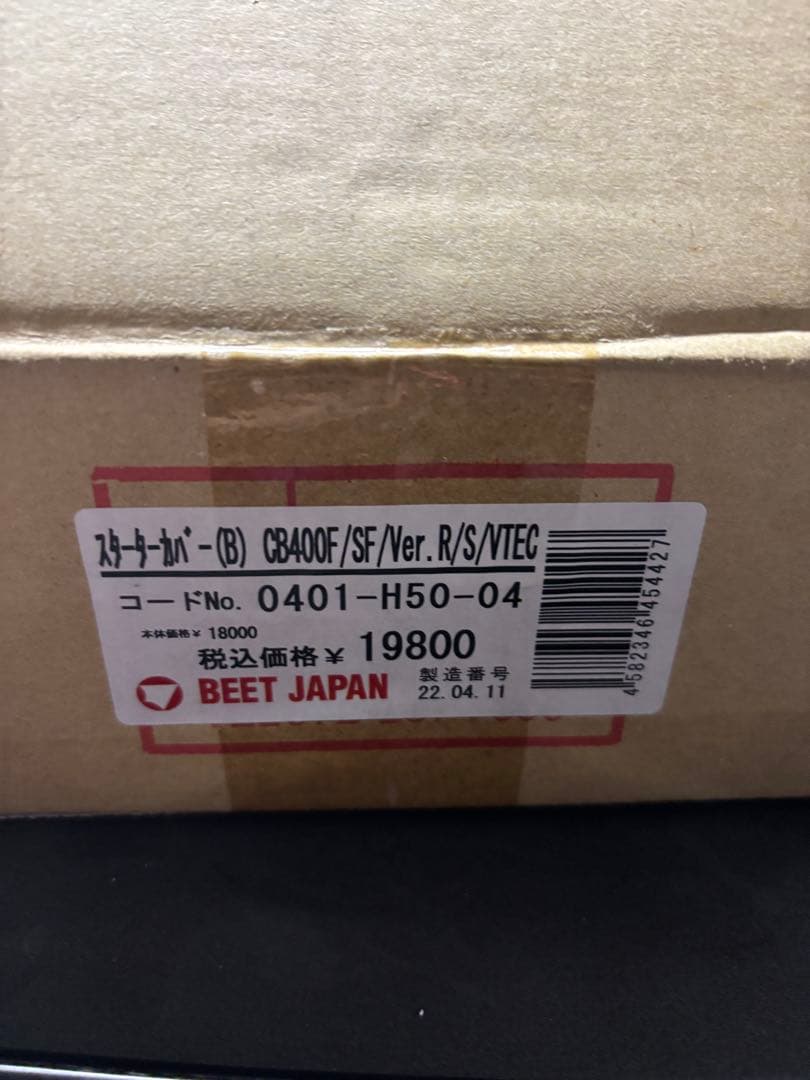 ｽﾀｰﾀｰｶﾊﾞｰ(B) CB400F/SF/Ver.R/S/VTEC
コードNo. 0401-H50-04
本体価格￥ 18000
税込価格￥ 19800
BEET JAPAN
製造番号
22.04.11
4582346454427